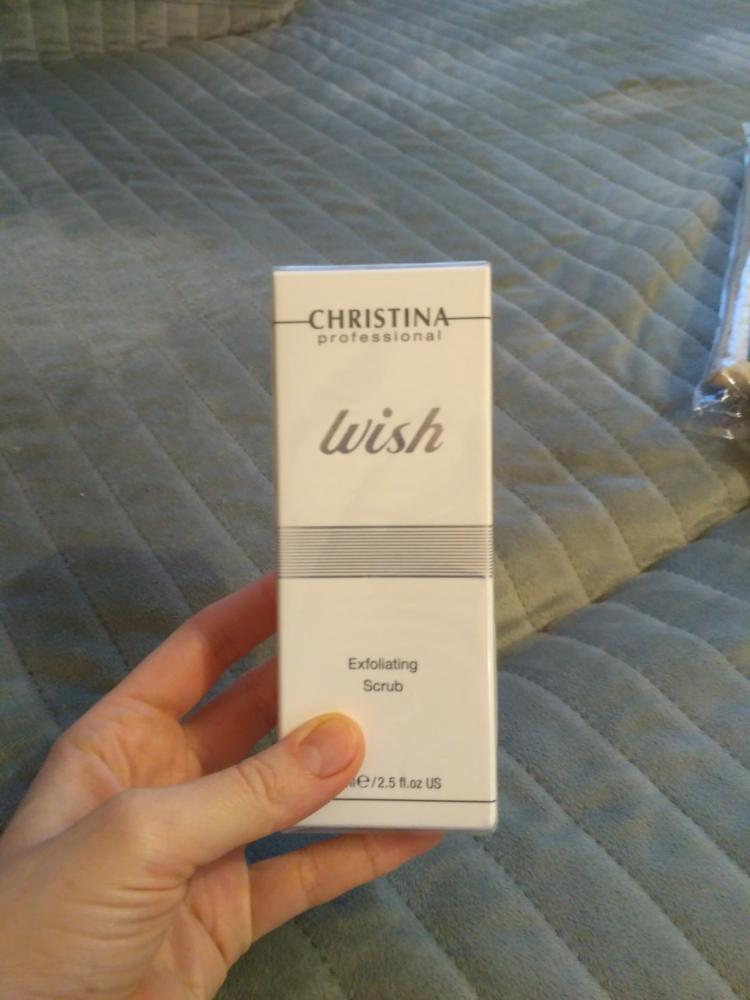 CHRISTINA
professional
Wish
Exfoliating
Scrub
℮/2.5 fl.oz US